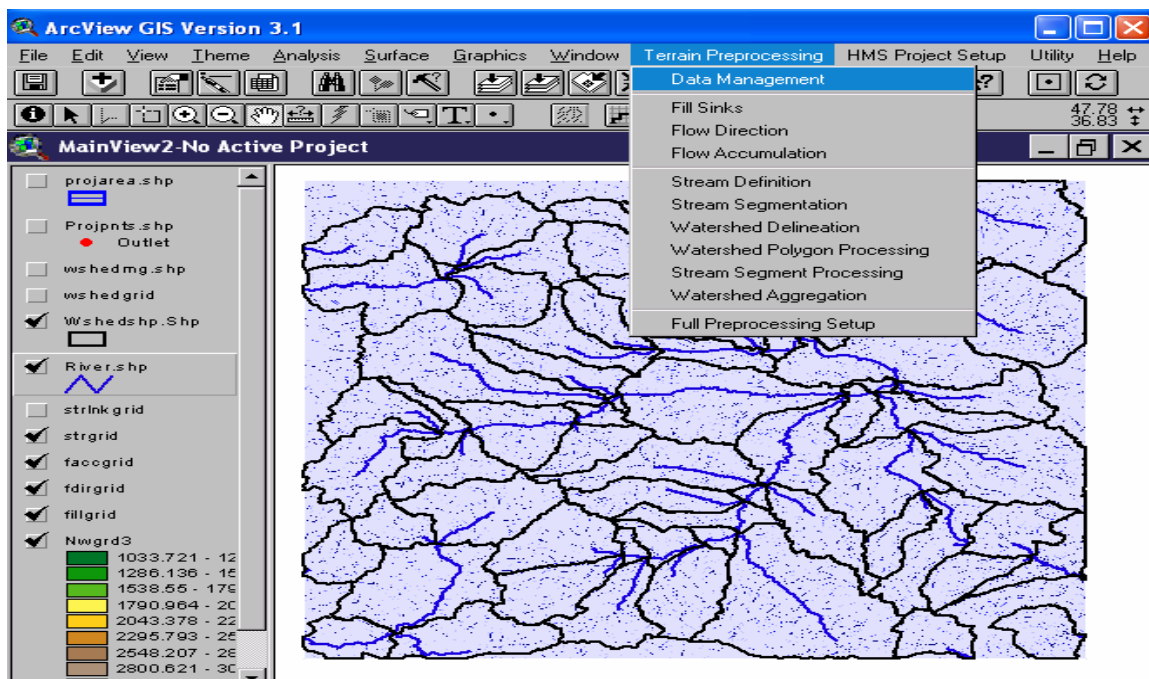 ArcView GIS Version 3.1
File Edit View Theme Analysis Surface Graphics Window Terrain Preprocessing HMS Project Setup Utility Help
Data Management
Fill Sinks
Flow Direction
Flow Accumulation
Stream Definition
Stream Segmentation
Watershed Delineation
Watershed Polygon Processing
Stream Segment Processing
Watershed Aggregation
Full Preprocessing Setup
47.78
36.83
MainView2-No Active Project
projarea.shp
Projpnts.shp
Outlet
wshedmg.shp
wshedgrid
Wshedshp.Shp
River.shp
strlnkgrid
strgrid
faccgrid
fdirgrid
fillgrid
Nwgrd3
1033.721 - 12
1286.136 - 15
1538.55 - 179
1790.964 - 20
2043.378 - 22
2295.793 - 25
2548.207 - 28
2800.621 - 30